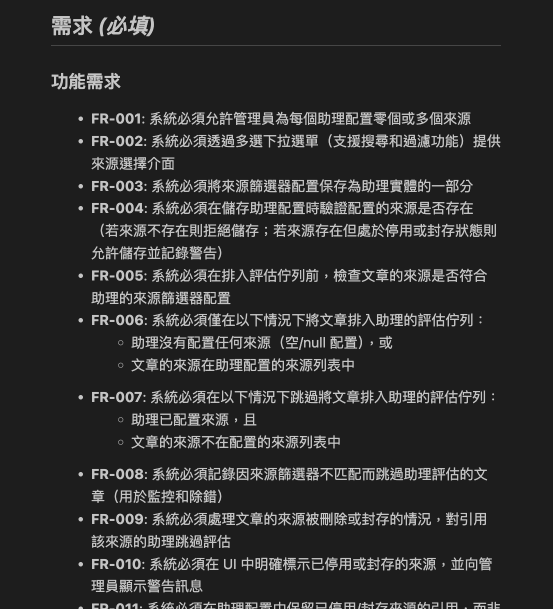 需求 (必填)
功能需求
• FR-001: 系統必須允許管理員為每個助理配置零個或多個來源
• FR-002: 系統必須透過多選下拉選單（支援搜尋和過濾功能）提供
來源選擇介面
• FR-003: 系統必須將來源篩選器配置保存為助理實體的一部分
• FR-004: 系統必須在儲存助理配置時驗證配置的來源是否存在
（若來源不存在則拒絕儲存；若來源存在但處於停用或封存狀態則
允許儲存並記錄警告）
• FR-005: 系統必須在排入評估佇列前，檢查文章的來源是否符合
助理的來源篩選器配置
• FR-006: 系統必須僅在以下情況下將文章排入助理的評估佇列：
◦ 助理沒有配置任何來源（空/null 配置），或
◦ 文章的來源在助理配置的來源列表中
• FR-007: 系統必須在以下情況下跳過將文章排入助理的評估佇列：
◦ 助理已配置來源，且
◦ 文章的來源不在配置的來源列表中
• FR-008: 系統必須記錄因來源篩選器不匹配而跳過助理評估的文
章（用於監控和除錯）
• FR-009: 系統必須處理文章的來源被刪除或封存的情況，對引用
該來源的助理跳過評估
• FR-010: 系統必須在 UI 中明確標示已停用或封存的來源，並向管
理員顯示警告訊息
• FR-011: 系統必須在助理配置中保留已停用/封存來源的引用，而非